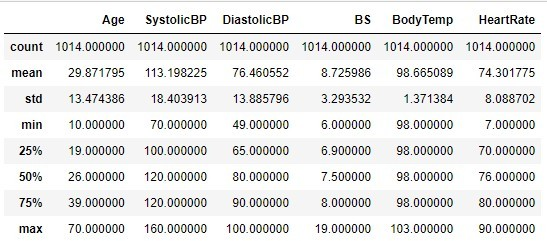 Age SystolicBP DiastolicBP BS BodyTemp HeartRate
count 1014.000000 1014.000000 1014.000000 1014.000000 1014.000000 1014.000000
mean 29.871795 113.198225 76.460552 8.725986 98.665089 74.301775
std 13.474386 18.403913 13.885796 3.293532 1.371384 8.088702
min 10.000000 70.000000 49.000000 6.000000 98.000000 7.000000
25% 19.000000 100.000000 65.000000 6.900000 98.000000 70.000000
50% 26.000000 120.000000 80.000000 7.500000 98.000000 76.000000
75% 39.000000 120.000000 90.000000 8.000000 98.000000 80.000000
max 70.000000 160.000000 100.000000 19.000000 103.000000 90.000000